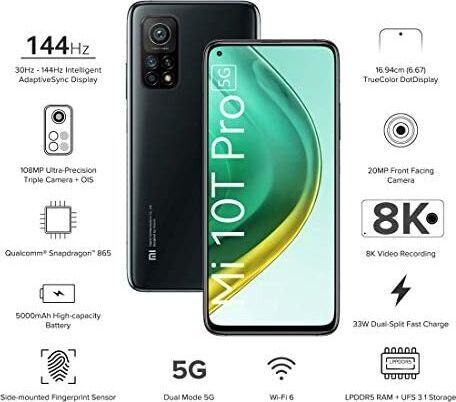 144Hz
30Hz - 144Hz Intelligent
AdaptiveSync Display
108MP Ultra-Precision
Triple Camera + OIS
Qualcomm® Snapdragon™ 865
5000mAh High-capacity
Battery
Side-mounted Fingerprint Sensor
mi
Mi 10T Pro 5G
5G
Dual Mode 5G
Wi-Fi 6
16.94cm (6.67)
TrueColor DotDisplay
20MP Front Facing
Camera
8K
8K Video Recording
33W Dual-Split Fast Charge
LPDDR5
LPDDR5 RAM + UFS 3.1 Storage